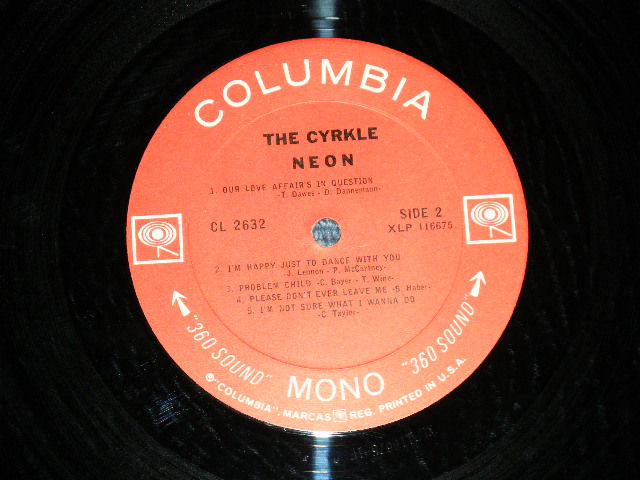 COLUMBIA
THE CYRKLE
NEON
1. OUR LOVE AFFAIR'S IN QUESTION
-T. Dawes - D. Dannemann-
CL 2632
SIDE 2
XLP 116675
2. I'M HAPPY JUST TO DANCE WITH YOU
-J. Lennon - P. McCartney-
3. PROBLEM CHILD -C. Bayer - T. Wine-
4. PLEASE DON'T EVER LEAVE ME -S. Haber-
5. I'M NOT SURE WHAT I WANNA DO
-C. Taylor-
"360 SOUND" MONO "360 SOUND"
®"COLUMBIA", MARCAS REG. PRINTED IN U.S.A.